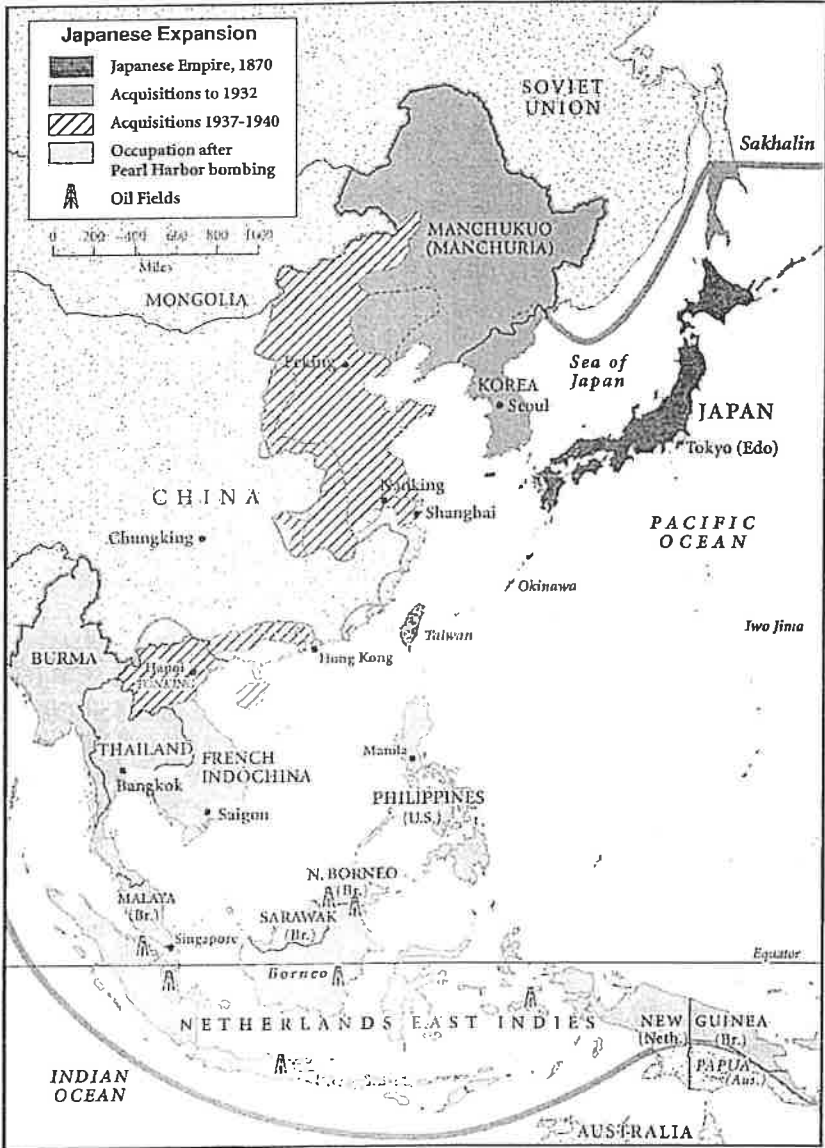 Japanese Expansion
Japanese Empire, 1870
Acquisitions to 1932
Acquisitions 1937-1940
Occupation after
Pearl Harbor bombing
Oil Fields
0 200 400 600 800 1000
Miles
SOVIET
UNION
Sakhalin
MANCHUKUO
(MANCHURIA)
MONGOLIA
Peking
Sea of
Japan
KOREA
Seoul
JAPAN
Tokyo (Edo)
CHINA
Nanking
Shanghai
Chungking
PACIFIC
OCEAN
Okinawa
Taiwan
Iwo Jima
BURMA
Hanoi
TONKING
Hong Kong
THAILAND
FRENCH
INDOCHINA
Bangkok
Manila
Saigon
PHILIPPINES
(U.S.)
N. BORNEO
(Br.)
MALAYA
(Br.)
SARAWAK
(Br.)
Singapore
Equator
Borneo
NETHERLANDS EAST INDIES
NEW GUINEA
(Neth.) (Br.)
PAPUA
(Aus.)
INDIAN
OCEAN
AUSTRALIA